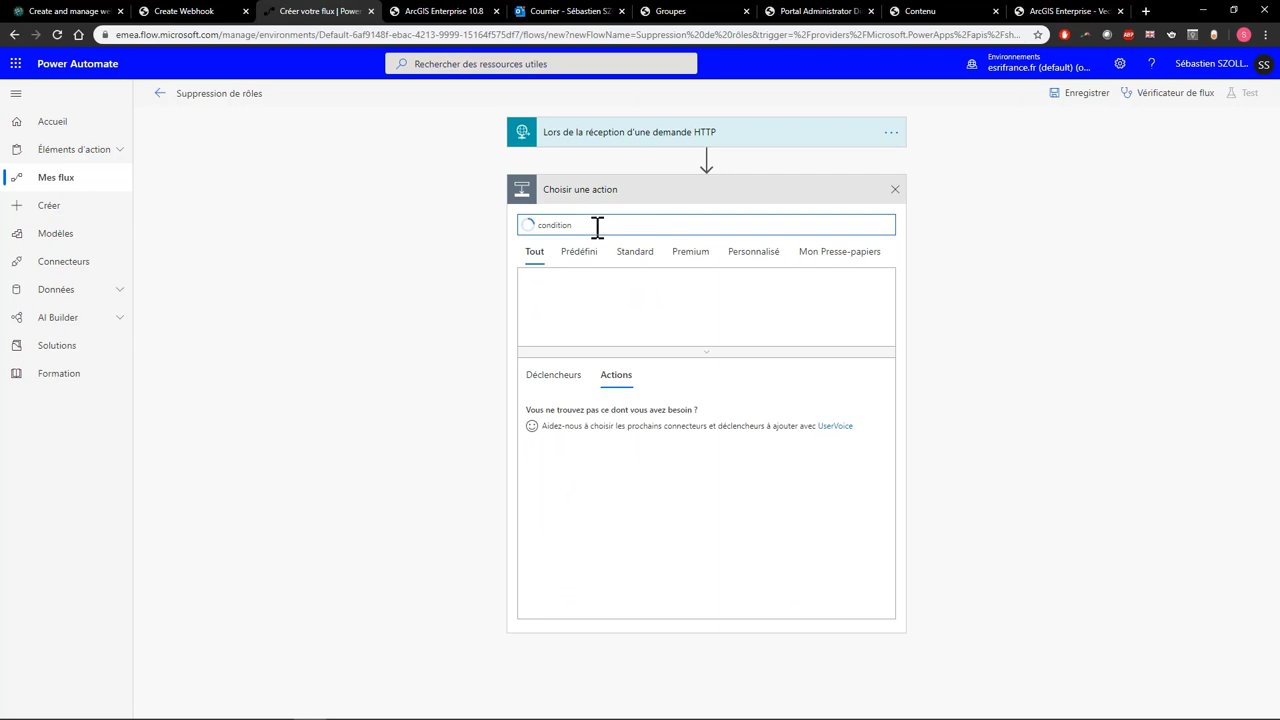 Create and manage we
Create Webhook
Créer votre flux | Powe
ArcGIS Enterprise 10.8
Courrier - Sébastien SZ
Groupes
Portal Administrator Di
Contenu
ArcGIS Enterprise - Vec
emea.flow.microsoft.com/manage/environments/Default-6af9148f-ebac-4213-9999-15164f575df7/flows/new?newFlowName=Suppression%20de%20rôles&trigger=%2Fproviders%2FMicrosoft.PowerApps%2Fapis%2Fsh...
Power Automate
Rechercher des ressources utiles
Environnements
esrifrance.fr (default) (o...
Sébastien SZOLL...
SS
Suppression de rôles
Enregistrer
Vérificateur de flux
Test
Accueil
Éléments d'action
Mes flux
Créer
Modèles
Connecteurs
Données
AI Builder
Solutions
Formation
Lors de la réception d'une demande HTTP
Choisir une action
condition
Tout Prédéfini Standard Premium Personnalisé Mon Presse-papiers
Déclencheurs Actions
Vous ne trouvez pas ce dont vous avez besoin ?
Aidez-nous à choisir les prochains connecteurs et déclencheurs à ajouter avec UserVoice